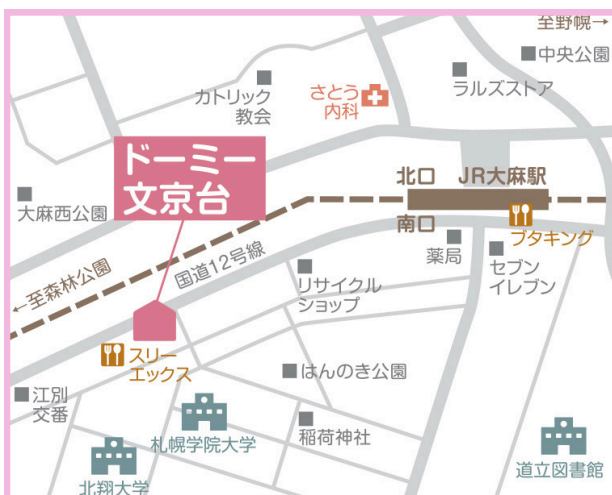 至野幌→
中央公園
ラルズストア
カトリック
教会
さとう
内科
ドーミー
文京台
北口
JR大麻駅
大麻西公園
南口
ブタキング
薬局
セブン
イレブン
国道12号線
←至森林公園
リサイクル
ショップ
スリー
エックス
はんのき公園
江別
交番
札幌学院大学
稲荷神社
北翔大学
道立図書館